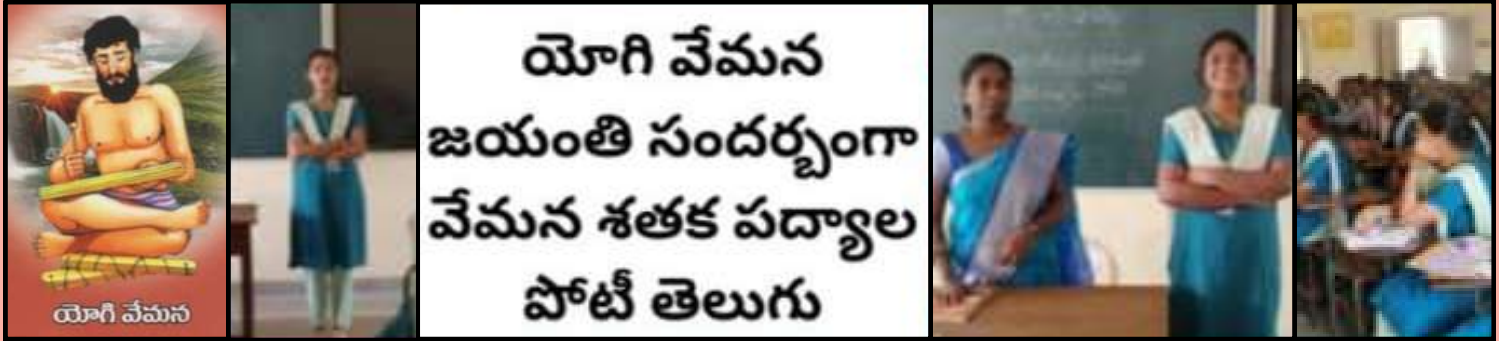 యోగి వేమన
యోగి వేమన
జయంతి సందర్బంగా
వేమన శతక పద్యాల
పోటీ తెలుగు